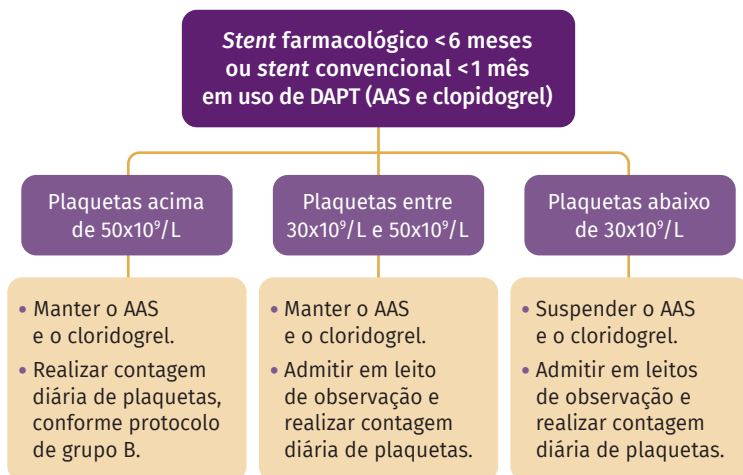 Stent farmacológico <6 meses
ou stent convencional <1 mês
em uso de DAPT (AAS e clopidogrel)
Plaquetas acima
de 50x10⁹/L
Plaquetas entre
30x10⁹/L e 50x10⁹/L
Plaquetas abaixo
de 30x10⁹/L
• Manter o AAS
e o cloridogrel.
• Realizar contagem
diária de plaquetas,
conforme protocolo
de grupo B.
• Manter o AAS
e o cloridogrel.
• Admitir em leito
de observação e
realizar contagem
diária de plaquetas.
• Suspender o AAS
e o cloridogrel.
• Admitir em leitos
de observação e
realizar contagem
diária de plaquetas.